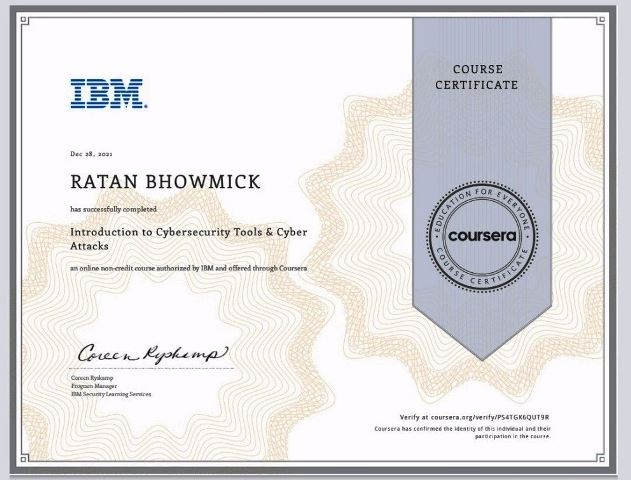 COURSE
CERTIFICATE
IBM®
Dec 28, 2021
RATAN BHOWMICK
has successfully completed
Introduction to Cybersecurity Tools & Cyber
Attacks
an online non-credit course authorized by IBM and offered through Coursera
EDUCATION FOR EVERYONE
coursera
COURSE CERTIFICATE
Coreen Ryskamp
Coreen Ryskamp
Program Manager
IBM Security Learning Services
Verify at coursera.org/verify/PS4TGK6QUT9R
Coursera has confirmed the identity of this individual and their
participation in the course.